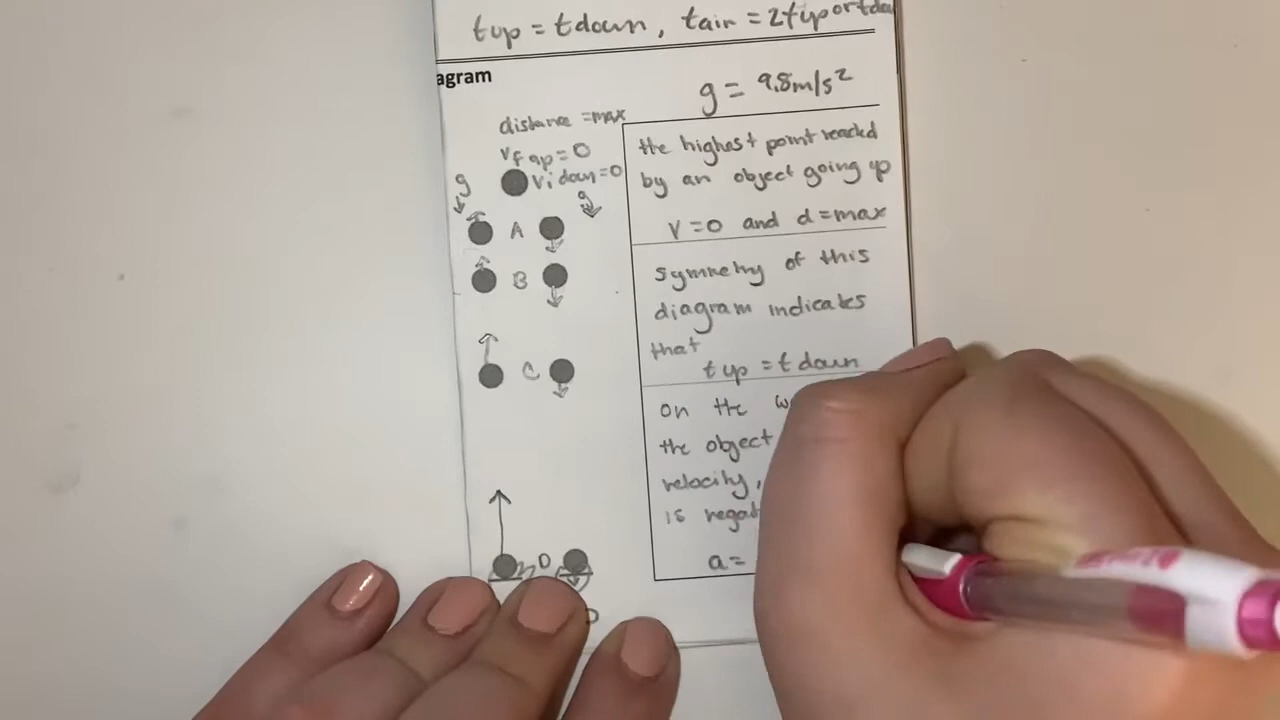 tup = tdown, tair = 2tup or tdo
agram
g = 9.8m/s²
distance = max
vf up = 0
vi down = 0
g
g
A
B
C
D
D
the highest point reached
by an object going up
v=0 and d=max
symmetry of this
diagram indicates
that
tup = tdown
on the
the object
velocity,
is
a=